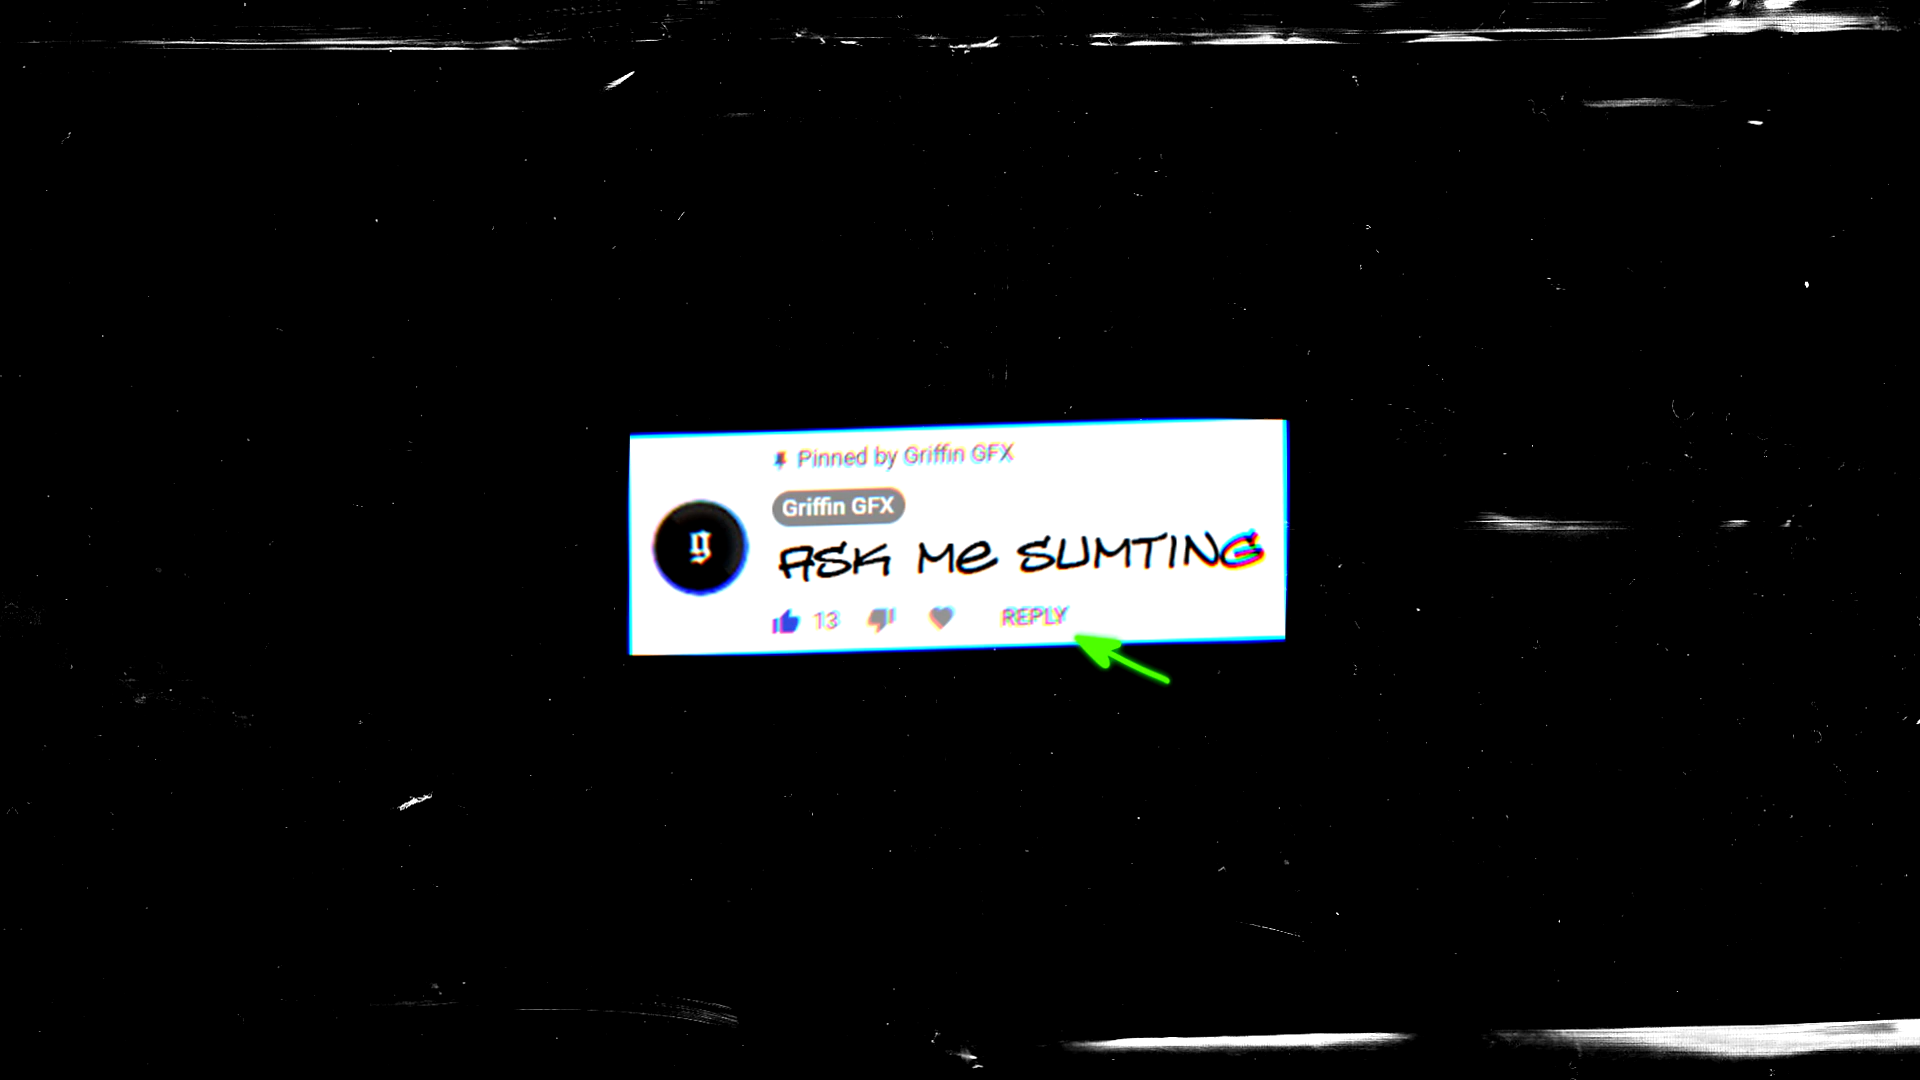 Pinned by Griffin GFX
Griffin GFX
g
ASK Me SUMTING
13 REPLY